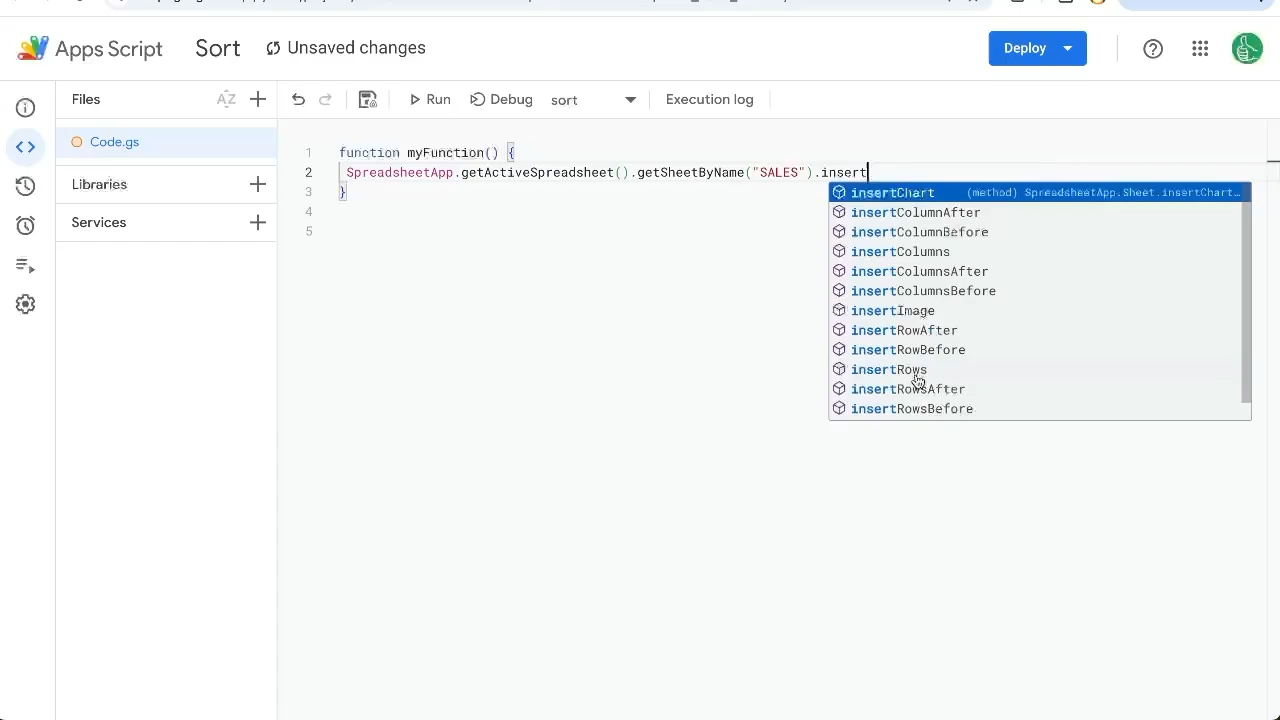 Apps Script
Sort
Unsaved changes
Deploy
Files
AZ
Run
Debug
sort
Execution log
Code.gs
Libraries
Services
1 function myFunction() {
2 SpreadsheetApp.getActiveSpreadsheet().getSheetByName("SALES").insert
3 }
4
5
insertChart (method) SpreadsheetApp.Sheet.insertChart…
insertColumnAfter
insertColumnBefore
insertColumns
insertColumnsAfter
insertColumnsBefore
insertImage
insertRowAfter
insertRowBefore
insertRows
insertRowsAfter
insertRowsBefore